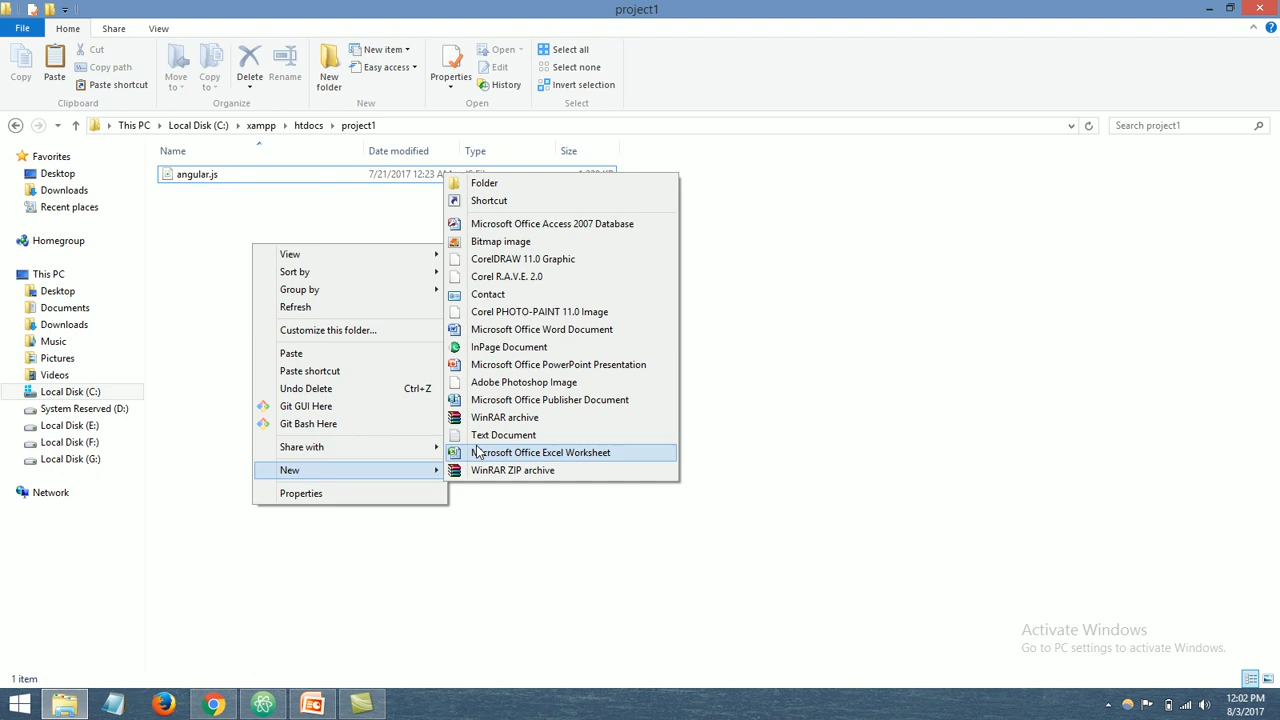 project1
File Home Share View
Copy
Paste
Cut
Copy path
Paste shortcut
Clipboard
Move to
Copy to
Delete
Rename
Organize
New folder
New item
Easy access
New
Properties
Open
Edit
History
Open
Select all
Select none
Invert selection
Select
This PC Local Disk (C:) xampp htdocs project1
Search project1
Name Date modified Type Size
angular.js 7/21/2017 12:23 AM
Favorites
Desktop
Downloads
Recent places
Homegroup
This PC
Desktop
Documents
Downloads
Music
Pictures
Videos
Local Disk (C:)
System Reserved (D:)
Local Disk (E:)
Local Disk (F:)
Local Disk (G:)
Network
View
Sort by
Group by
Refresh
Customize this folder...
Paste
Paste shortcut
Undo Delete Ctrl+Z
Git GUI Here
Git Bash Here
Share with
New
Properties
Folder
Shortcut
Microsoft Office Access 2007 Database
Bitmap image
CorelDRAW 11.0 Graphic
Corel R.A.V.E. 2.0
Contact
Corel PHOTO-PAINT 11.0 Image
Microsoft Office Word Document
InPage Document
Microsoft Office PowerPoint Presentation
Adobe Photoshop Image
Microsoft Office Publisher Document
WinRAR archive
Text Document
Microsoft Office Excel Worksheet
WinRAR ZIP archive
Activate Windows
Go to PC settings to activate Windows.
1 item
12:02 PM
8/3/2017